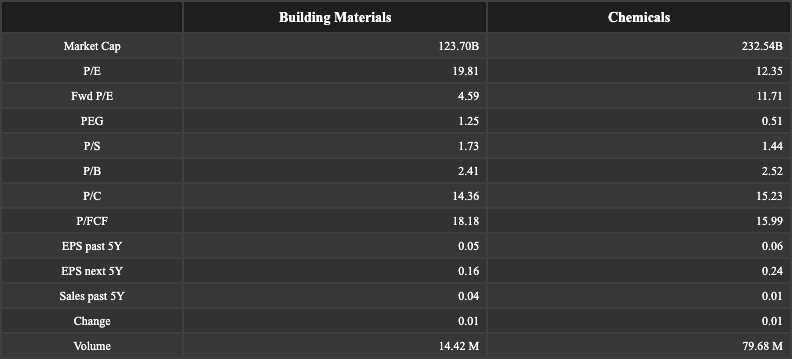 Building Materials Chemicals
Market Cap 123.70B 232.54B
P/E 19.81 12.35
Fwd P/E 4.59 11.71
PEG 1.25 0.51
P/S 1.73 1.44
P/B 2.41 2.52
P/C 14.36 15.23
P/FCF 18.18 15.99
EPS past 5Y 0.05 0.06
EPS next 5Y 0.16 0.24
Sales past 5Y 0.04 0.01
Change 0.01 0.01
Volume 14.42 M 79.68 M